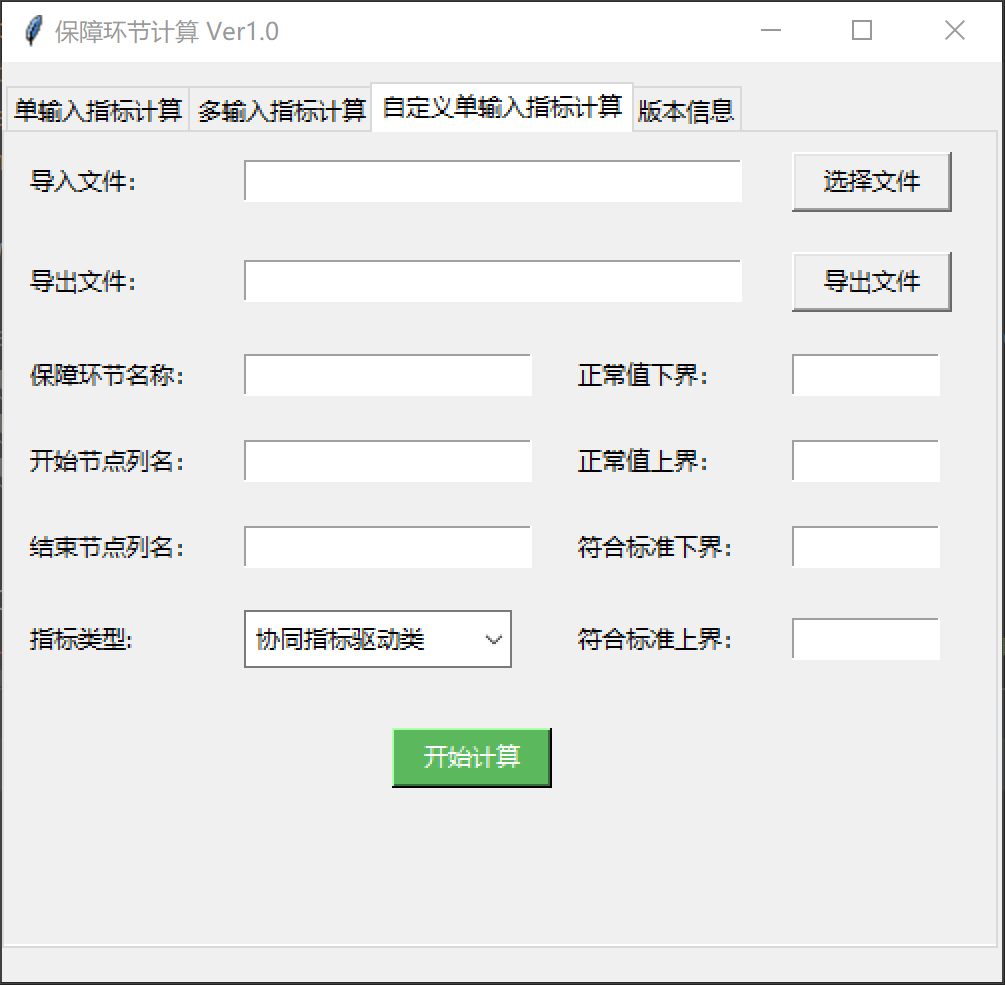 保障环节计算 Ver1.0
单输入指标计算 多输入指标计算 自定义单输入指标计算 版本信息
导入文件： 选择文件
导出文件： 导出文件
保障环节名称： 正常值下界：
开始节点列名： 正常值上界：
结束节点列名： 符合标准下界：
指标类型: 协同指标驱动类 符合标准上界：
开始计算